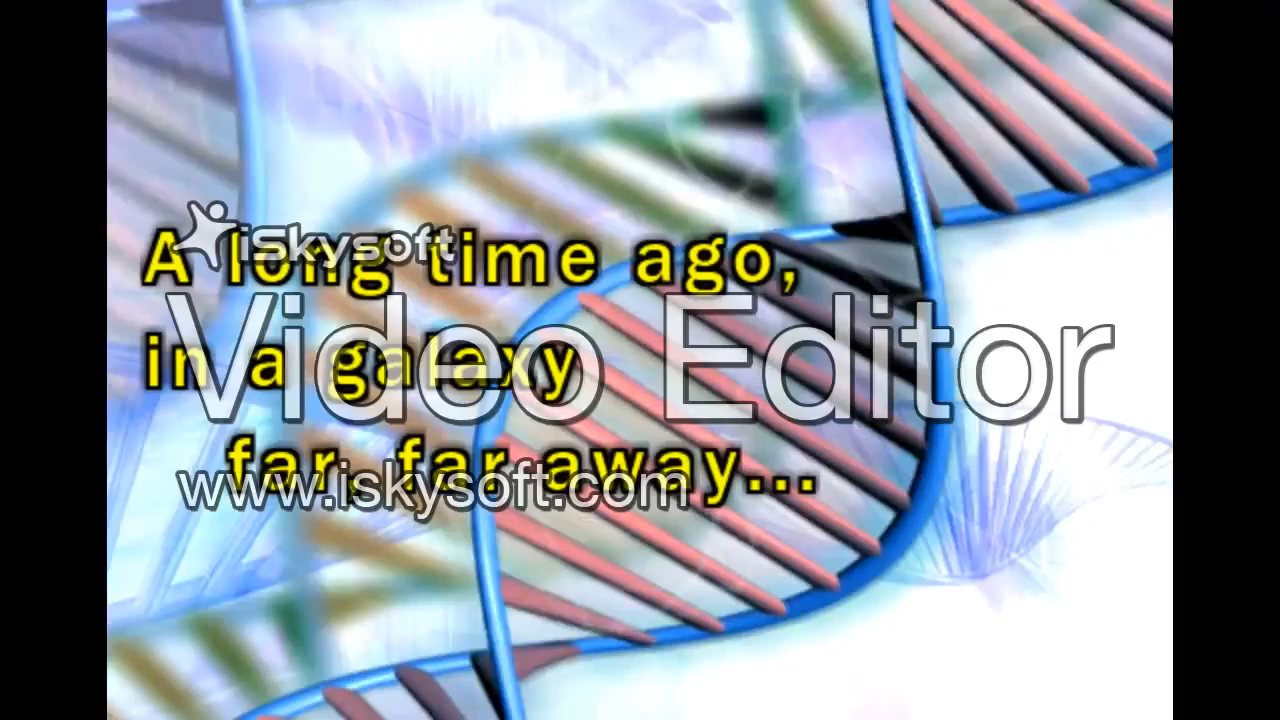 iSkysoft
A long time ago,
Video Editor
in a galaxy
far, far away...
www.iskysoft.com